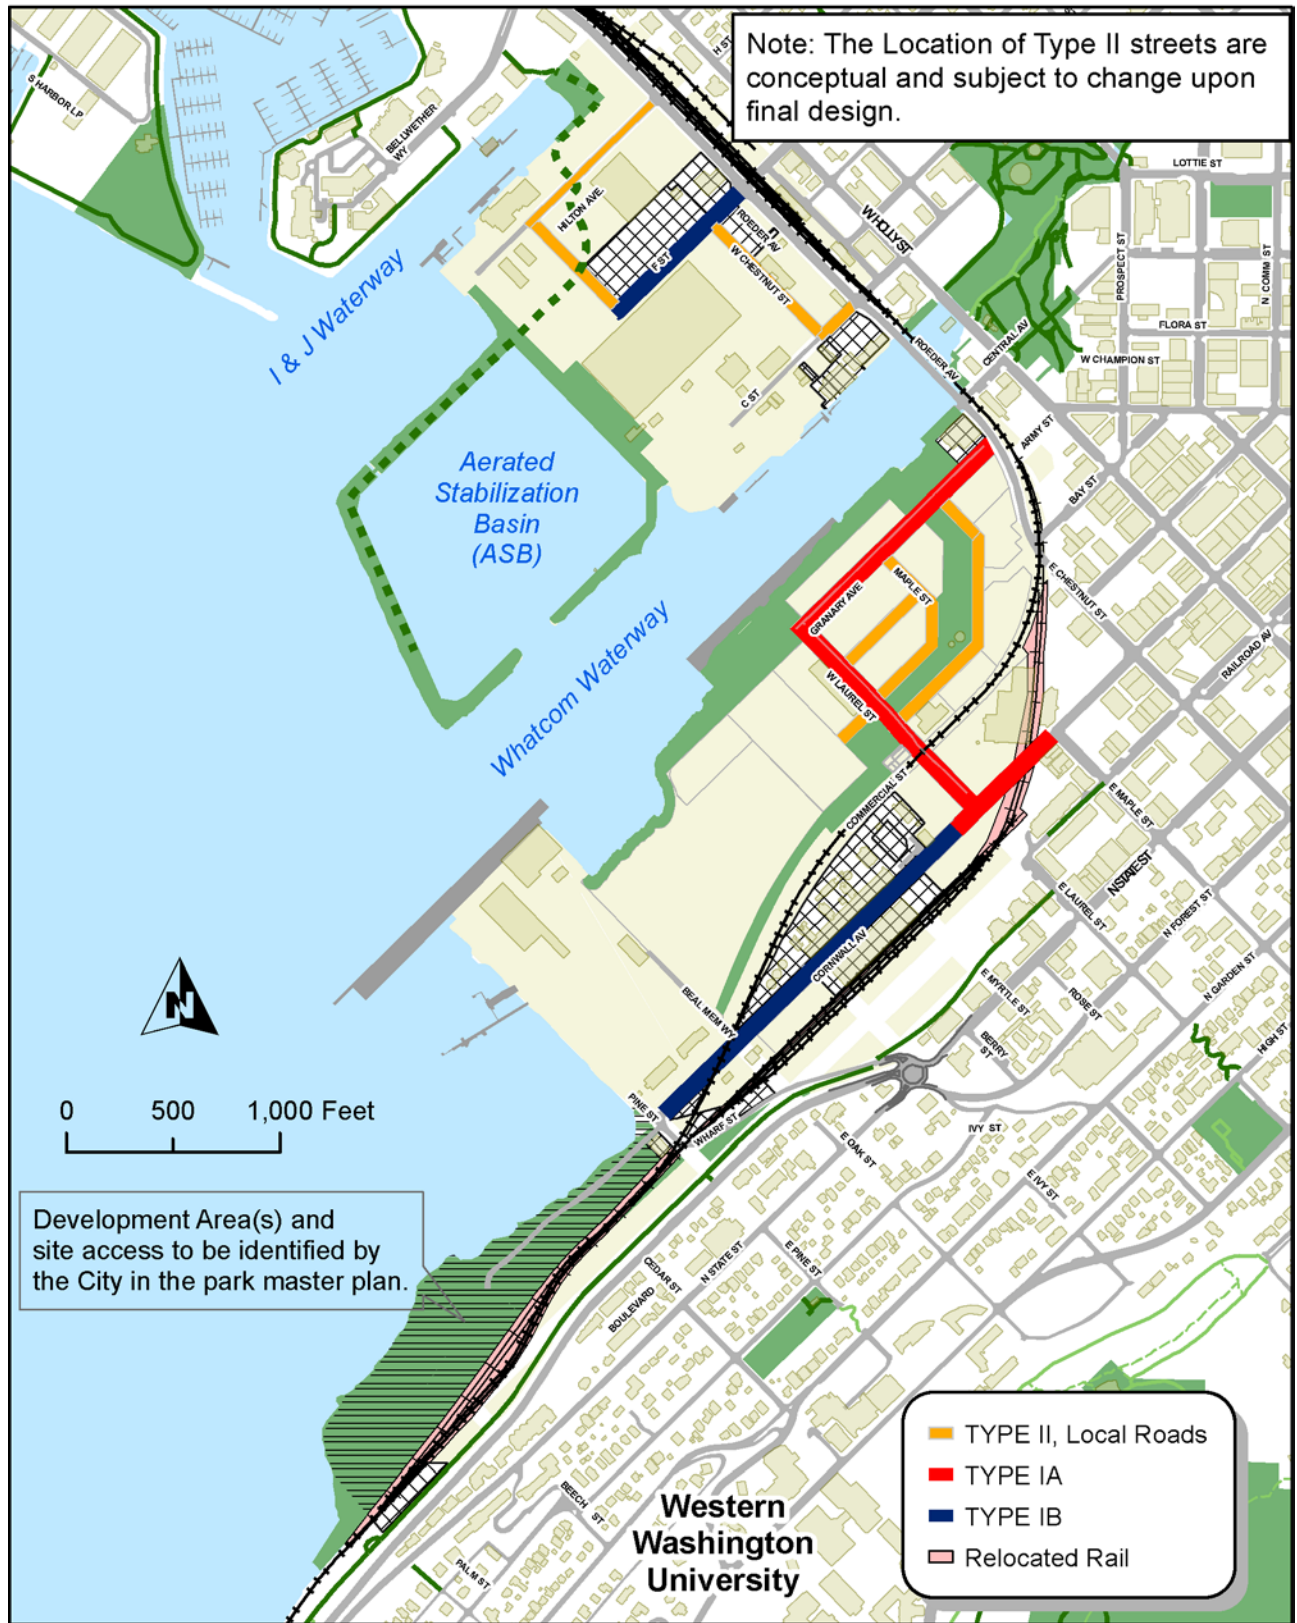 Note: The Location of Type II streets are
conceptual and subject to change upon
final design.
H ST
S HARBOR LP
BELLWETHER
WY
LOTTIE ST
HILTON AVE.
ROEDER AV
W HOLLY ST
F ST
W CHESTNUT ST
PROSPECT ST
N COMM ST
I & J Waterway
FLORA ST
CENTRAL AV
ROEDER AV
W CHAMPION ST
C ST
ARMY ST
Aerated
Stabilization
Basin
(ASB)
BAY ST
E CHESTNUT ST
MAPLE ST
GRANARY AVE
RAILROAD AV
Whatcom Waterway
W LAUREL ST
COMMERCIAL ST
E MAPLE ST
N STATE ST
E LAUREL ST
N FOREST ST
CORNWALL AV
N GARDEN ST
E MYRTLE ST
ROSE ST
BEAL MEM WY
BERRY
ST
HIGH ST
N
0 500 1,000 Feet
PINE ST
WHARF ST
IVY ST
E OAK ST
E IVY ST
Development Area(s) and
site access to be identified by
the City in the park master plan.
N STATE ST
E PINE ST
CEDAR ST
BOULEVARD
BEECH ST
PALM ST
Western
Washington
University
TYPE II, Local Roads
TYPE IA
TYPE IB
Relocated Rail